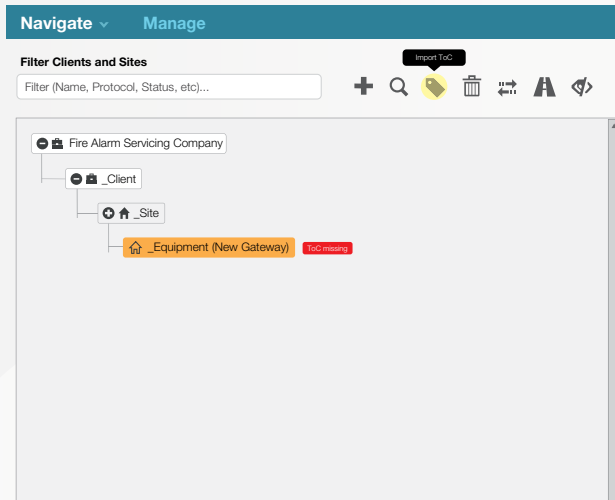 Navigate Manage
Filter Clients and Sites
Import ToC
Filter (Name, Protocol, Status, etc)...
Fire Alarm Servicing Company
_Client
_Site
_Equipment (New Gateway) ToC missing